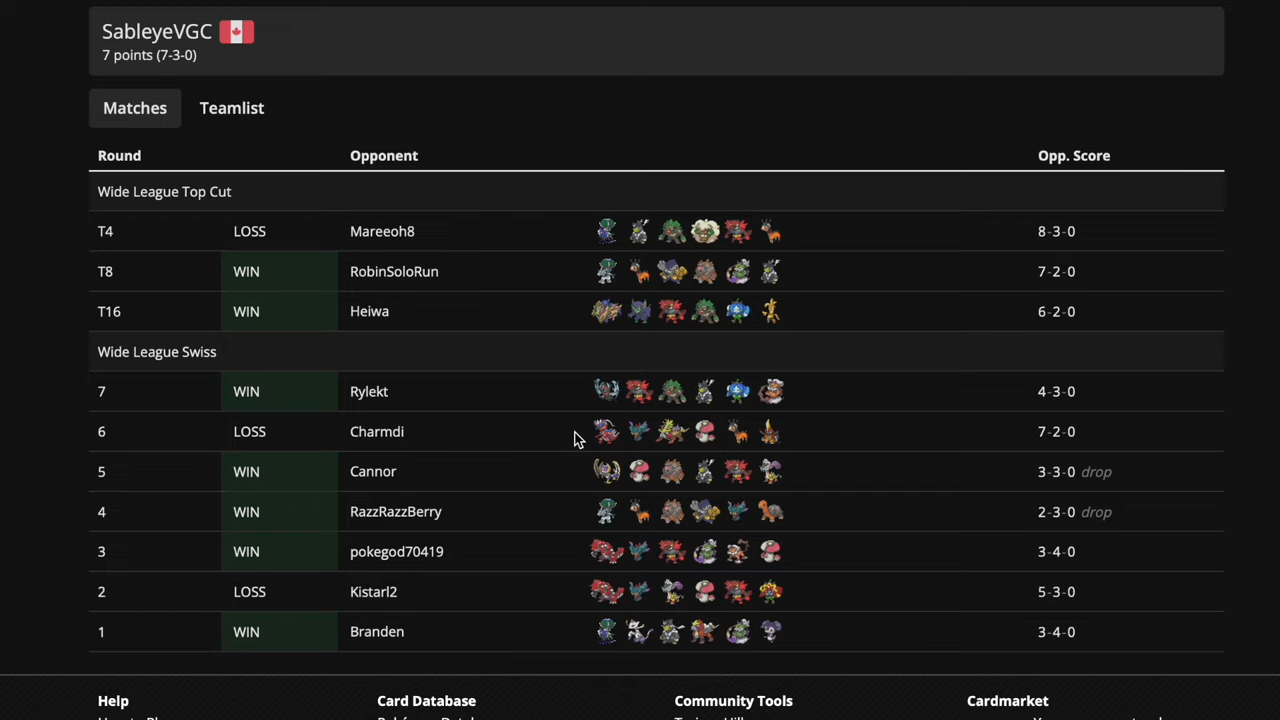 SableyeVGC
7 points (7-3-0)
Matches Teamlist
Round Opponent Opp. Score
Wide League Top Cut
T4 LOSS Mareeoh8 8-3-0
T8 WIN RobinSoloRun 7-2-0
T16 WIN Heiwa 6-2-0
Wide League Swiss
7 WIN Rylekt 4-3-0
6 LOSS Charmdi 7-2-0
5 WIN Cannor 3-3-0 drop
4 WIN RazzRazzBerry 2-3-0 drop
3 WIN pokegod70419 3-4-0
2 LOSS Kistarl2 5-3-0
1 WIN Branden 3-4-0
Help Card Database Community Tools Cardmarket